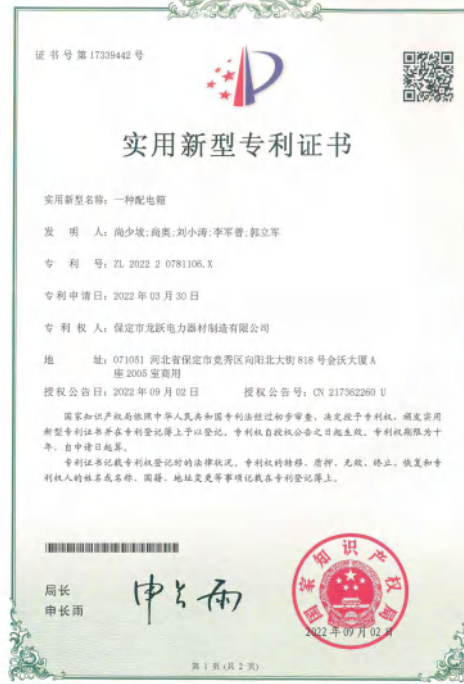 证书号第17339442号
实用新型专利证书
实用新型名称：一种配电箱
发 明 人：尚少坡;尚奥;刘小涛;李军普;郭立军
专 利 号：ZL 2022 2 0781106.X
专利申请日：2022年03月30日
专 利 权 人：保定市龙跃电力器材制造有限公司
地 址：071051 河北省保定市竞秀区向阳北大街818号金沃大厦A
座2005室商用
授权公告日：2022年09月02日 授权公告号：CN 217362260 U
国家知识产权局依照中华人民共和国专利法经过初步审查，决定授予专利权，颁发实用
新型专利证书并在专利登记簿上予以登记。专利权自授权公告之日起生效。专利权期限为十
年，自申请日起算。
专利证书记载专利权登记时的法律状况。专利权的转移、质押、无效、终止、恢复和专
利权人的姓名或名称、国籍、地址变更等事项记载在专利登记簿上。
局长
申长雨
申长雨
国家知识产权局
2022年09月02日
第 1 页 (共 2 页)